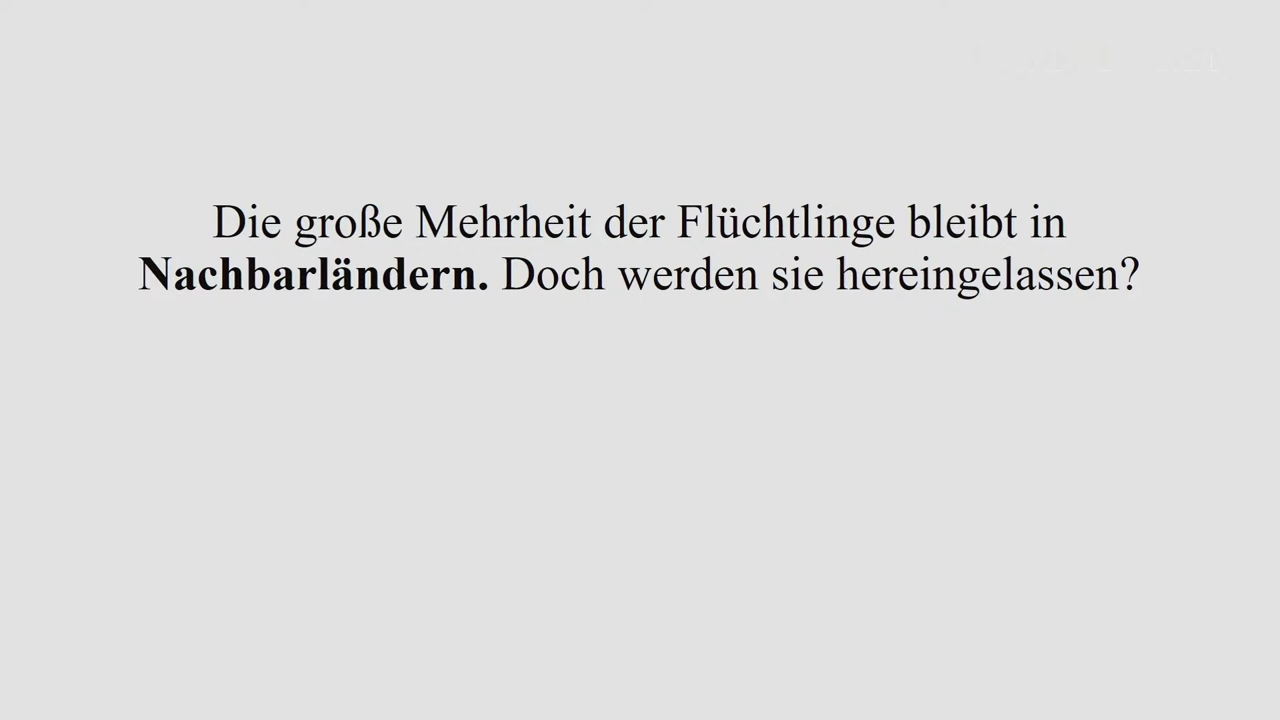 Die große Mehrheit der Flüchtlinge bleibt in
Nachbarländern. Doch werden sie hereingelassen?